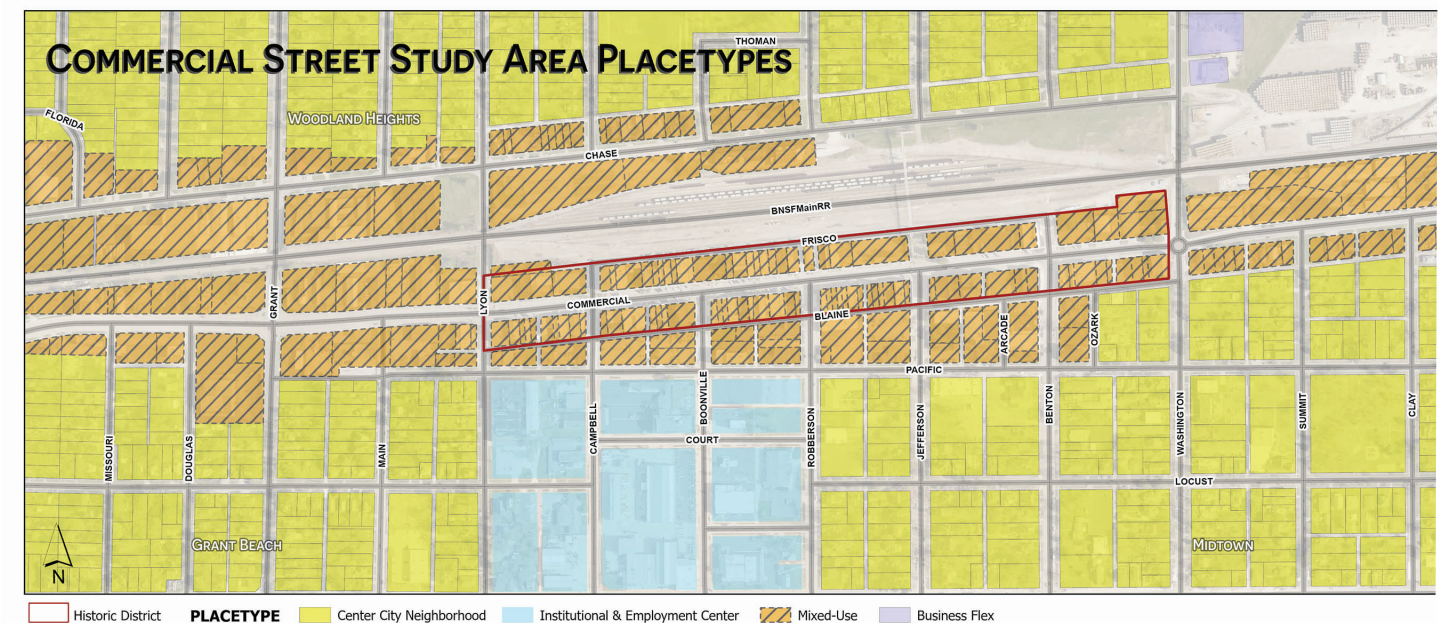 COMMERCIAL STREET STUDY AREA PLACETYPES
THOMAN
FLORIDA
WOODLAND HEIGHTS
CHASE
BNSFMainRR
FRISCO
GRANT
LYON
COMMERCIAL
BLAINE
ARCADE
OZARK
PACIFIC
MISSOURI
DOUGLAS
MAIN
CAMPBELL
BOONVILLE
COURT
ROBBERSON
JEFFERSON
BENTON
WASHINGTON
SUMMIT
CLAY
LOCUST
GRANT BEACH
MIDTOWN
N
Historic District PLACETYPE Center City Neighborhood Institutional & Employment Center Mixed-Use Business Flex